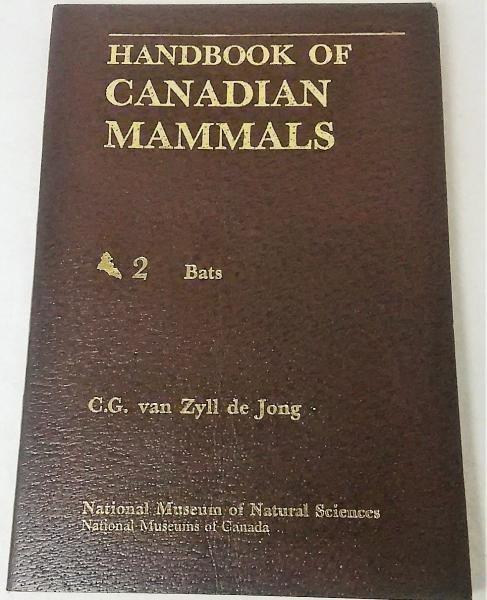 HANDBOOK OF
CANADIAN
MAMMALS
2 Bats
C.G. van Zyll de Jong
National Museum of Natural Sciences
National Museums of Canada